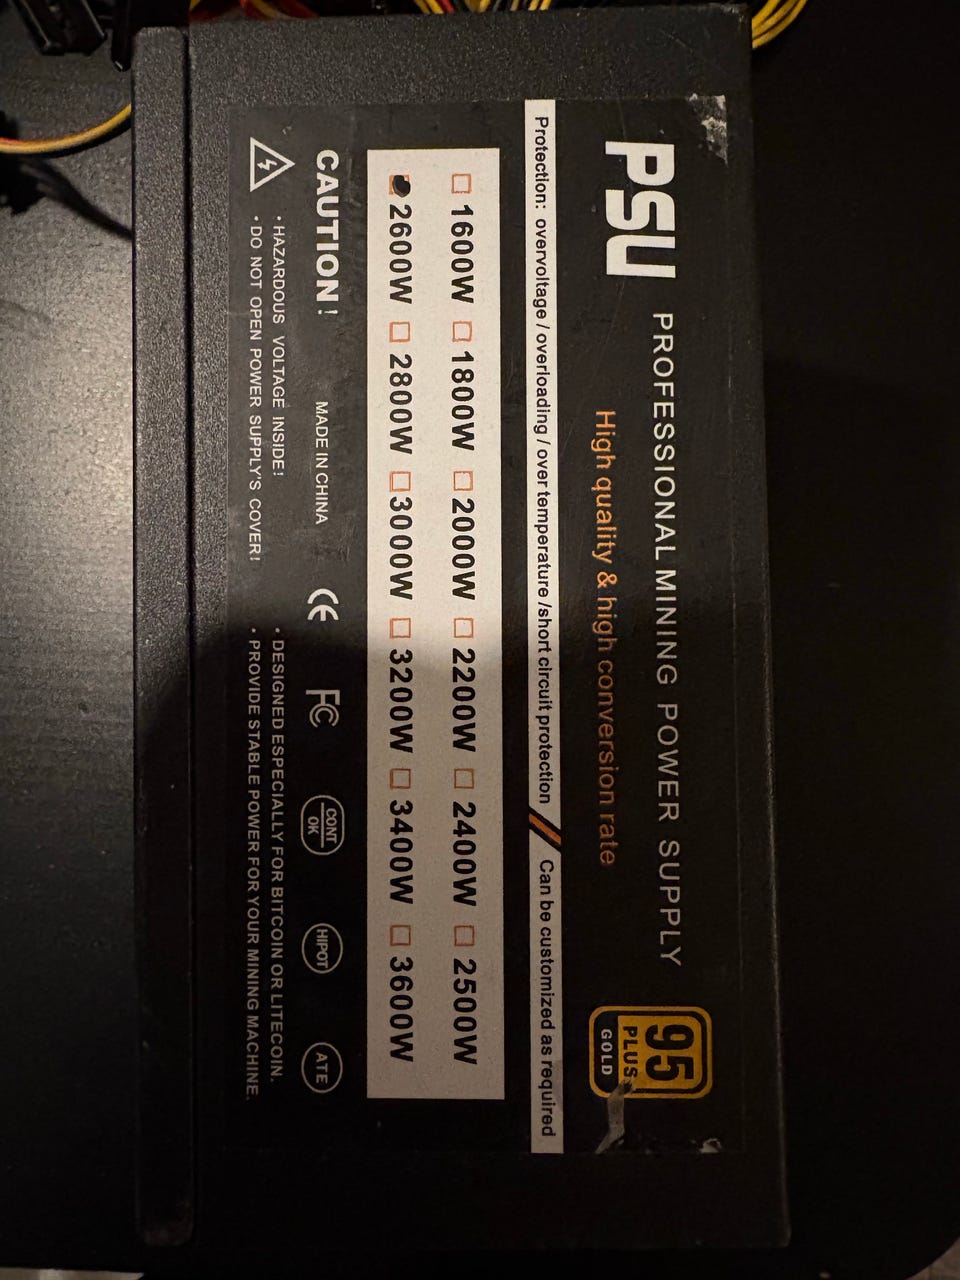 PSU
PROFESSIONAL MINING POWER SUPPLY
High quality & high conversion rate
95
PLUS
GOLD
Protection: overvoltage / overloading / over temperature /short circuit protection
Can be customized as required
1600W 1800W 2000W 2200W 2400W 2500W
2600W 2800W 3000W 3200W 3400W 3600W
CAUTION!
MADE IN CHINA
CE
FC
CONT
OK
HIPOT
ATE
• HAZARDOUS VOLTAGE INSIDE!
• DO NOT OPEN POWER SUPPLY'S COVER!
• DESIGNED ESPECIALLY FOR BITCOIN OR LITECOIN.
• PROVIDE STABLE POWER FOR YOUR MINING MACHINE.